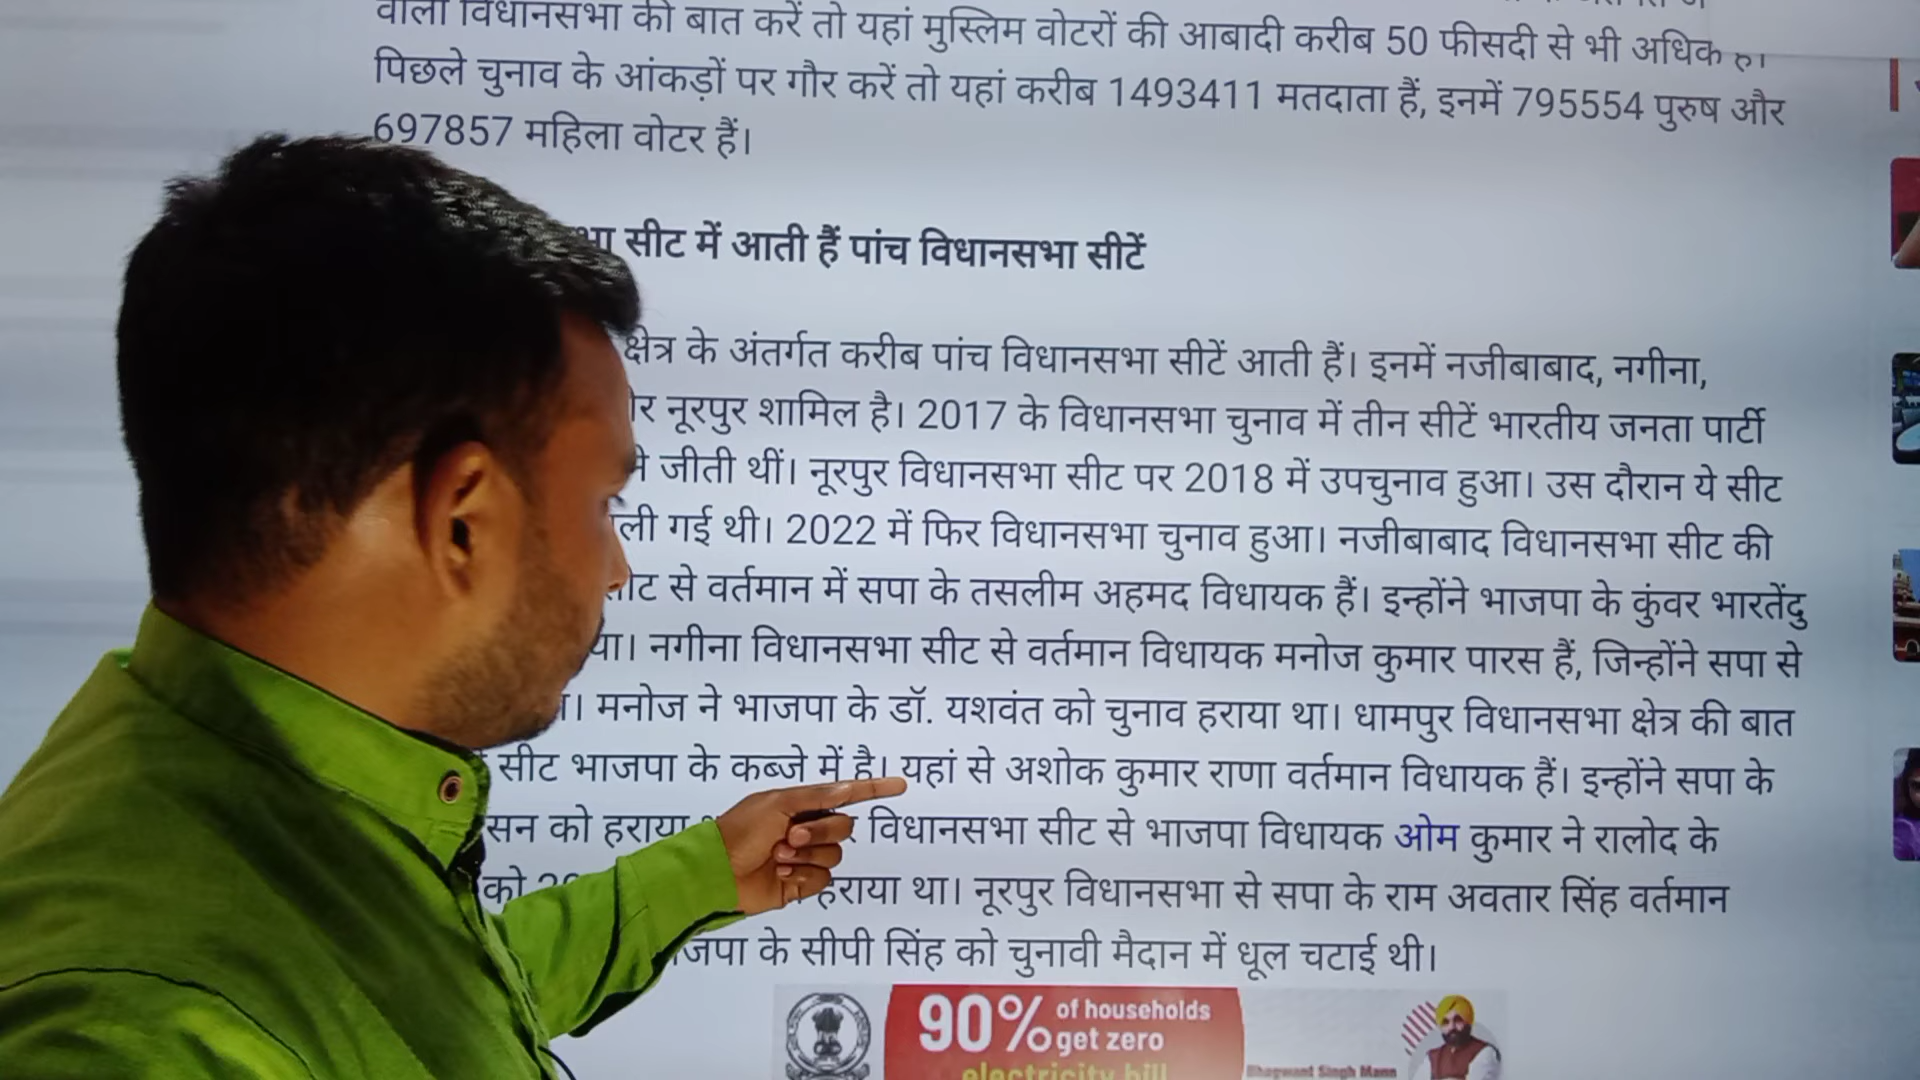 वाली विधानसभा की बात करें तो यहां मुस्लिम वोटरों की आबादी करीब 50 फीसदी से भी अधिक है।
पिछले चुनाव के आंकड़ों पर गौर करें तो यहां करीब 1493411 मतदाता हैं, इनमें 795554 पुरुष और
697857 महिला वोटर हैं।
सीट में आती हैं पांच विधानसभा सीटें
क्षेत्र के अंतर्गत करीब पांच विधानसभा सीटें आती हैं। इनमें नजीबाबाद, नगीना,
नूरपुर शामिल है। 2017 के विधानसभा चुनाव में तीन सीटें भारतीय जनता पार्टी
जीती थीं। नूरपुर विधानसभा सीट पर 2018 में उपचुनाव हुआ। उस दौरान ये सीट
गई थी। 2022 में फिर विधानसभा चुनाव हुआ। नजीबाबाद विधानसभा सीट की
से वर्तमान में सपा के तसलीम अहमद विधायक हैं। इन्होंने भाजपा के कुंवर भारतेंदु
नगीना विधानसभा सीट से वर्तमान विधायक मनोज कुमार पारस हैं, जिन्होंने सपा से
मनोज ने भाजपा के डॉ. यशवंत को चुनाव हराया था। धामपुर विधानसभा क्षेत्र की बात
सीट भाजपा के कब्जे में है। यहां से अशोक कुमार राणा वर्तमान विधायक हैं। इन्होंने सपा के
को हराया विधानसभा सीट से भाजपा विधायक ओम कुमार ने रालोद के
को हराया था। नूरपुर विधानसभा से सपा के राम अवतार सिंह वर्तमान
के सीपी सिंह को चुनावी मैदान में धूल चटाई थी।
90% of households
get zero
electricity bill
Bhagwant Singh Mann